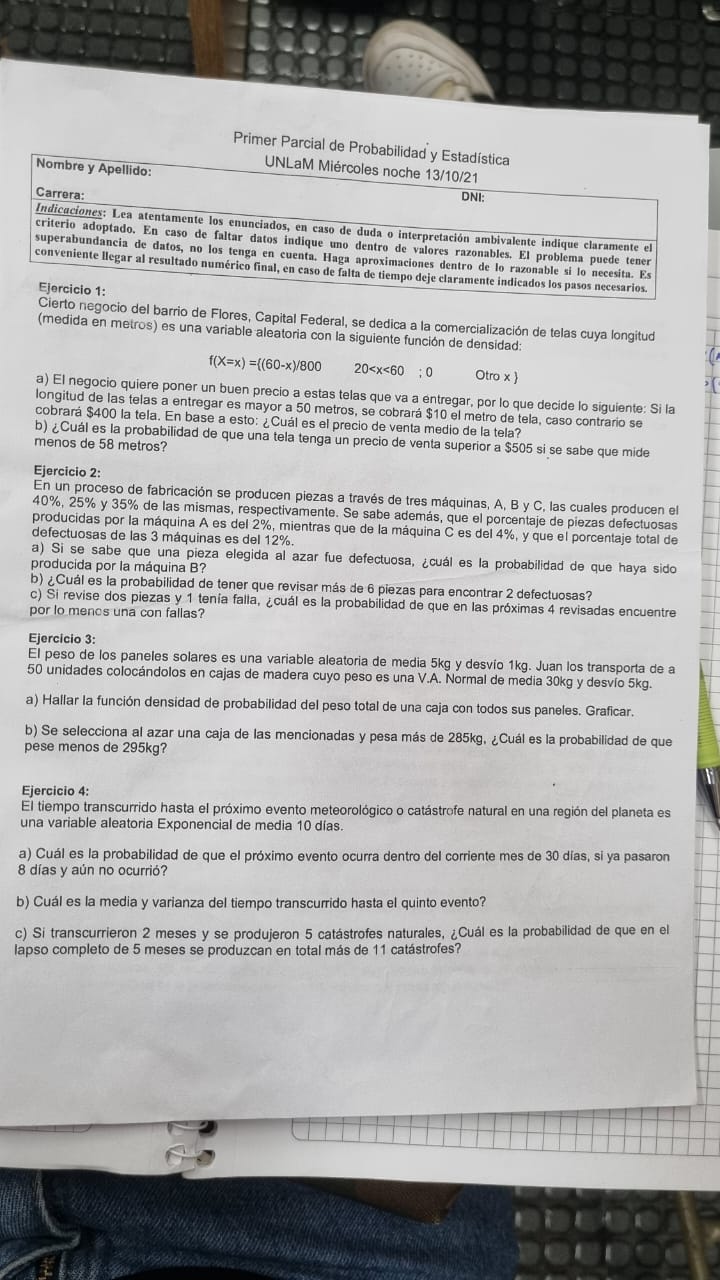 Primer Parcial de Probabilidad y Estadística
UNLaM Miércoles noche 13/10/21
Nombre y Apellido:
DNI:
Carrera:
Indicaciones: Lea atentamente los enunciados, en caso de duda o interpretación ambivalente indique claramente el
criterio adoptado. En caso de faltar datos indique uno dentro de valores razonables. El problema puede tener
superabundancia de datos, no los tenga en cuenta. Haga aproximaciones dentro de lo razonable si lo necesita. Es
conveniente llegar al resultado numérico final, en caso de falta de tiempo deje claramente indicados los pasos necesarios.
Ejercicio 1:
Cierto negocio del barrio de Flores, Capital Federal, se dedica a la comercialización de telas cuya longitud
(medida en metros) es una variable aleatoria con la siguiente función de densidad:
f(X=x) ={(60-x)/800 20<x<60 ; 0 Otro x }
a) El negocio quiere poner un buen precio a estas telas que va a entregar, por lo que decide lo siguiente: Si la
longitud de las telas a entregar es mayor a 50 metros, se cobrará $10 el metro de tela, caso contrario se
cobrará $400 la tela. En base a esto: ¿Cuál es el precio de venta medio de la tela?
b) ¿Cuál es la probabilidad de que una tela tenga un precio de venta superior a $505 si se sabe que mide
menos de 58 metros?
Ejercicio 2:
En un proceso de fabricación se producen piezas a través de tres máquinas, A, B y C, las cuales producen el
40%, 25% y 35% de las mismas, respectivamente. Se sabe además, que el porcentaje de piezas defectuosas
producidas por la máquina A es del 2%, mientras que de la máquina C es del 4%, y que el porcentaje total de
defectuosas de las 3 máquinas es del 12%.
a) Si se sabe que una pieza elegida al azar fue defectuosa, ¿cuál es la probabilidad de que haya sido
producida por la máquina B?
b) ¿Cuál es la probabilidad de tener que revisar más de 6 piezas para encontrar 2 defectuosas?
c) Si revise dos piezas y 1 tenía falla, ¿cuál es la probabilidad de que en las próximas 4 revisadas encuentre
por lo menos una con fallas?
Ejercicio 3:
El peso de los paneles solares es una variable aleatoria de media 5kg y desvío 1kg. Juan los transporta de a
50 unidades colocándolos en cajas de madera cuyo peso es una V.A. Normal de media 30kg y desvío 5kg.
a) Hallar la función densidad de probabilidad del peso total de una caja con todos sus paneles. Graficar.
b) Se selecciona al azar una caja de las mencionadas y pesa más de 285kg, ¿Cuál es la probabilidad de que
pese menos de 295kg?
Ejercicio 4:
El tiempo transcurrido hasta el próximo evento meteorológico o catástrofe natural en una región del planeta es
una variable aleatoria Exponencial de media 10 días.
a) Cuál es la probabilidad de que el próximo evento ocurra dentro del corriente mes de 30 días, si ya pasaron
8 días y aún no ocurrió?
b) Cuál es la media y varianza del tiempo transcurrido hasta el quinto evento?
c) Si transcurrieron 2 meses y se produjeron 5 catástrofes naturales, ¿Cuál es la probabilidad de que en el
lapso completo de 5 meses se produzcan en total más de 11 catástrofes?